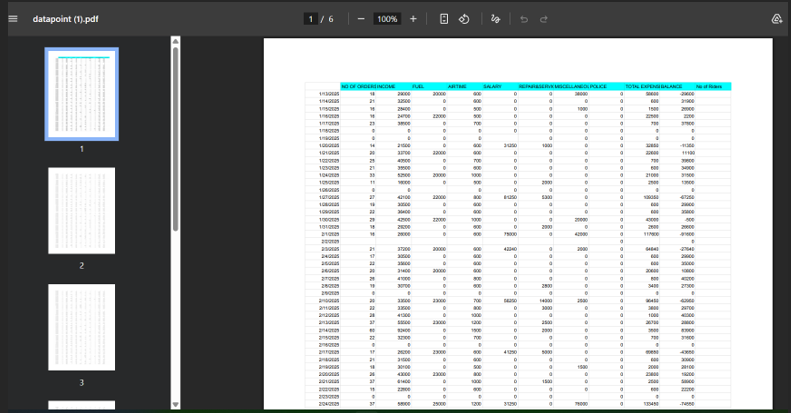 datapoint (1).pdf
1 / 6
100%
1
2
3
NO OF ORDERS INCOME FUEL AIRTIME SALARY REPAIR&SERVI MISCELLANEO POLICE TOTAL EXPENS BALANCE No of Riders
1/13/2025 18 29000 20000 600 0 0 38000 0 58600 -29600
1/14/2025 21 32500 0 600 0 0 0 0 600 31900
1/15/2025 16 28400 0 500 0 0 1000 0 1500 26900
1/16/2025 16 24700 22000 500 0 0 0 0 22500 2200
1/17/2025 23 38500 0 700 0 0 0 0 700 37800
1/18/2025 0 0 0 0 0 0 0 0 0
1/19/2025 0 0 0 0 0 0 0 0
1/20/2025 14 21500 0 600 31250 1000 0 0 32850 -11350
1/21/2025 20 33700 22000 600 0 0 0 0 22600 11100
1/22/2025 25 40500 0 700 0 0 0 0 700 39800
1/23/2025 21 35500 0 600 0 0 0 0 600 34900
1/24/2025 33 52500 20000 1000 0 0 0 0 21000 31500
1/25/2025 11 16000 0 500 0 2000 0 0 2500 13500
1/26/2025 0 0 0 0 0 0 0 0 0
1/27/2025 27 42100 22000 800 81250 5300 0 0 109350 -67250
1/28/2025 19 30500 0 600 0 0 0 0 600 29900
1/29/2025 22 36400 0 600 0 0 0 0 600 35800
1/30/2025 29 42500 22000 1000 0 0 20000 0 43000 -500
1/31/2025 18 29200 0 600 0 2000 0 0 2600 26600
2/1/2025 16 26000 0 600 75000 0 42000 0 117600 -91600
2/2/2025 0 0
2/3/2025 21 37200 20000 600 42240 0 2000 0 64840 -27640
2/4/2025 17 30500 0 600 0 0 0 0 600 29900
2/5/2025 22 35600 0 600 0 0 0 0 600 35000
2/6/2025 20 31400 20000 600 0 0 0 0 20600 10800
2/7/2025 26 41000 0 800 0 0 0 0 800 40200
2/8/2025 19 30700 0 600 0 2800 0 0 3400 27300
2/9/2025 0 0 0 0 0 0 0 0 0
2/10/2025 20 33500 23000 700 58250 14000 2500 0 98450
2/11/2025 22 33500 0 800 0 3000 0 0 3800 29700
2/12/2025 28 41300 0 1000 0 0 0 0 1000 40300
2/13/2025 37 55500 23000 1200 0 2500 0 0 26700 28800
2/14/2025 60 0 1500 0 2000 0 0 3500
2/15/2025 22 32300 0 700 0 0 0 0 700 31600
2/16/2025 0 0 0 0 0 0 0 0 0
2/17/2025 17 26200 23000 600 41250 5000 0 0 69850 -43650
2/18/2025 21 31500 0 600 0 0 0 0 600 30900
2/19/2025 18 30100 0 500 0 0 1500 0 2000 28100
2/20/2025 26 43000 23000 800 0 0 0 0 23800 19200
2/21/2025 37 61400 0 1000 0 1500 0 0 2500 58900
2/22/2025 15 22800 0 600 0 0 0 0 600 22200
2/23/2025 0 0 0 0 0 0 0 0 0
2/24/2025 37 58900 25000 1200 31250 0 76000 0 133450 -74550